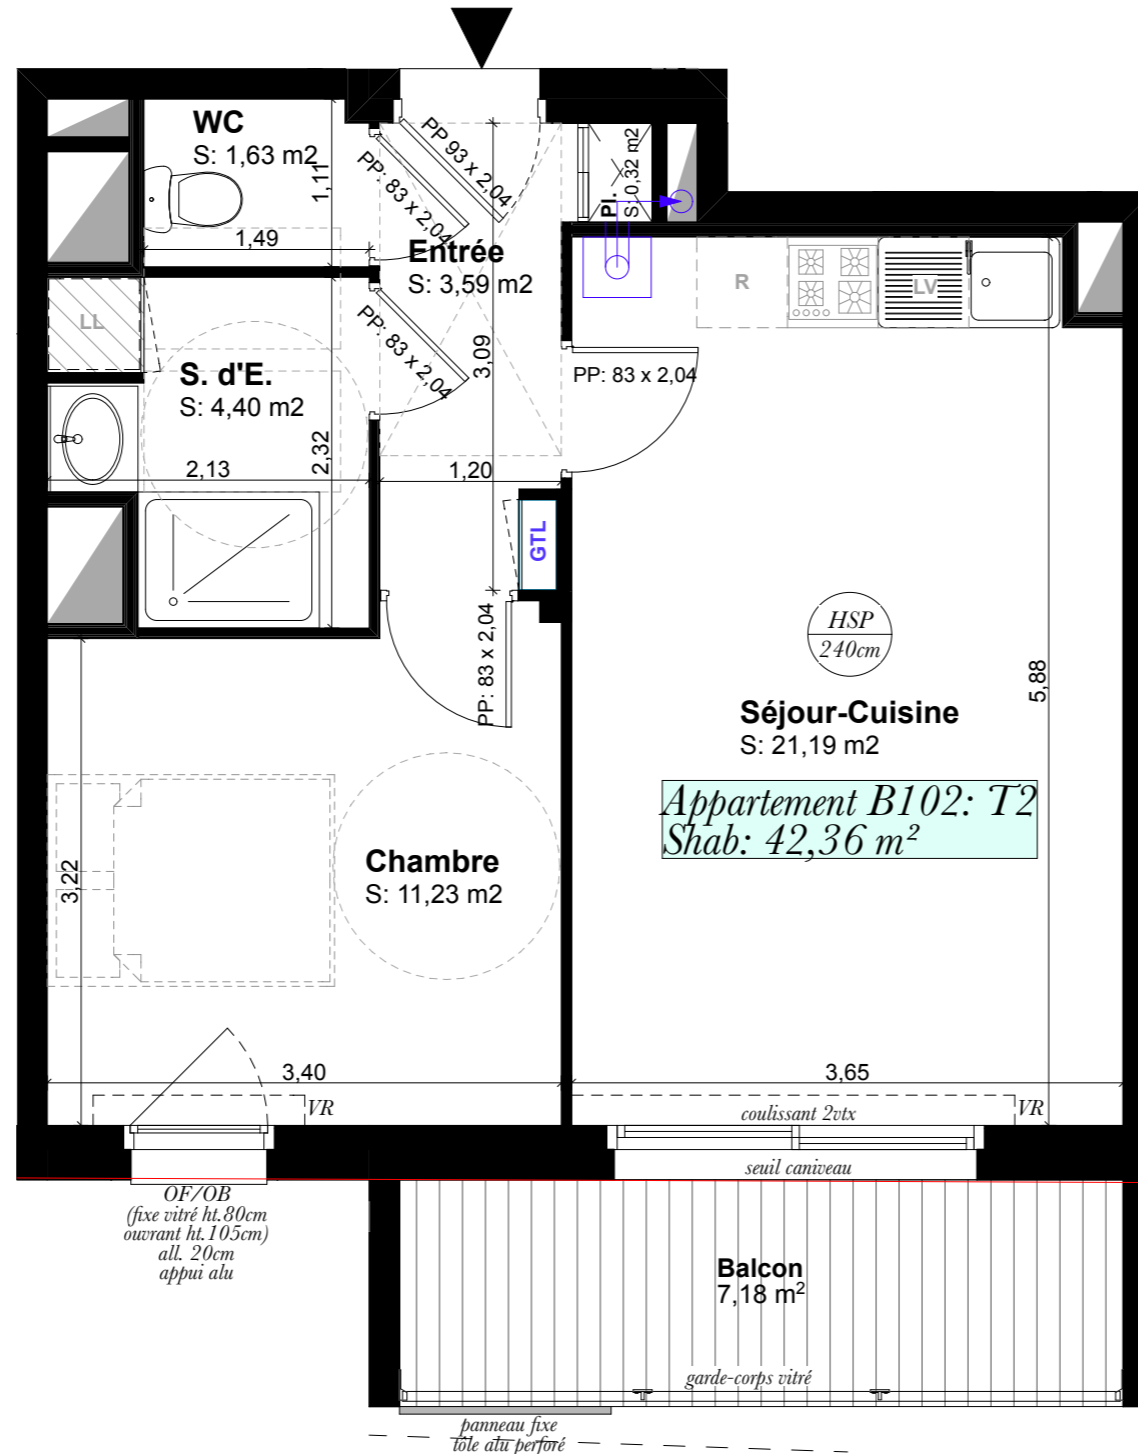 WC
S: 1,63 m2
1,11
1,49
PP: 83 x 2,04
PP 93 x 2,04
Entrée
S: 3,59 m2
Pl.
S: 0,32 m2
LL
S. d'E.
S: 4,40 m2
PP: 83 x 2,04
3,09
2,32
2,13
1,20
PP: 83 x 2,04
R
LV
GTL
PP: 83 x 2,04
HSP
240cm
5,88
Séjour-Cuisine
S: 21,19 m2
Appartement B102: T2
Shab: 42,36 m²
Chambre
S: 11,23 m2
3,22
3,40
3,65
VR
coulissant 2vtx
VR
seuil caniveau
OF/OB
(fixe vitré ht.80cm
ouvrant ht.105cm)
all. 20cm
appui alu
Balcon
7,18 m²
garde-corps vitré
panneau fixe
tôle alu perforé